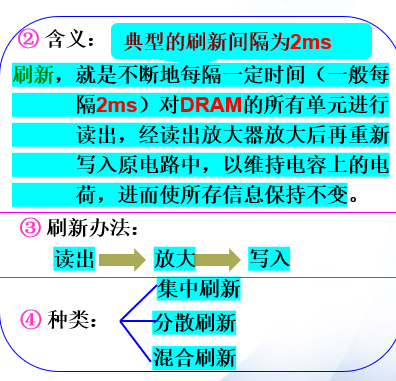 ② 含义： 典型的刷新间隔为2ms
刷新，就是不断地每隔一定时间（一般每
隔2ms）对DRAM的所有单元进行
读出，经读出放大器放大后再重新
写入原电路中，以维持电容上的电
荷，进而使所存信息保持不变。
③ 刷新办法：
读出 放大 写入
集中刷新
④ 种类： 分散刷新
混合刷新